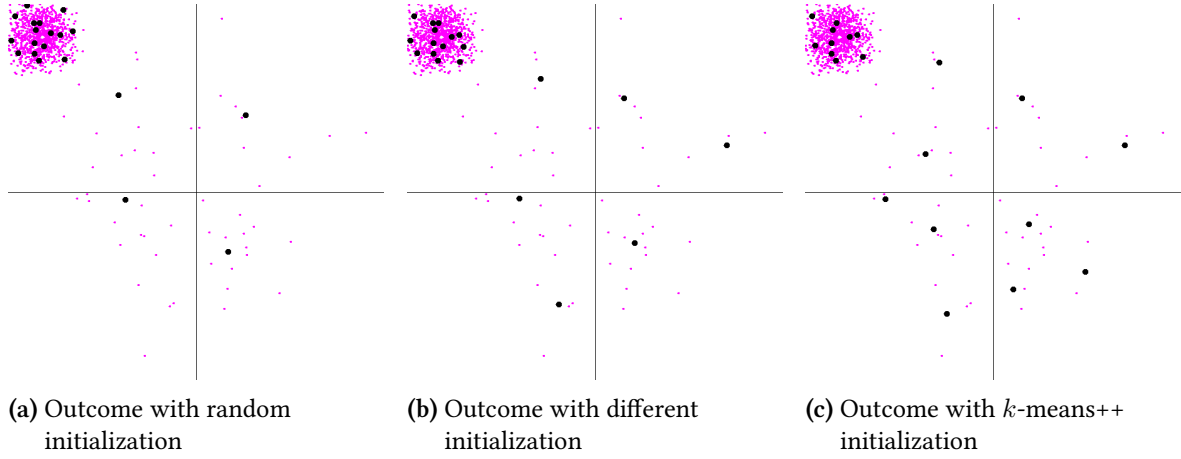 (a) Outcome with random
initialization
(b) Outcome with different
initialization
(c) Outcome with k-means++
initialization